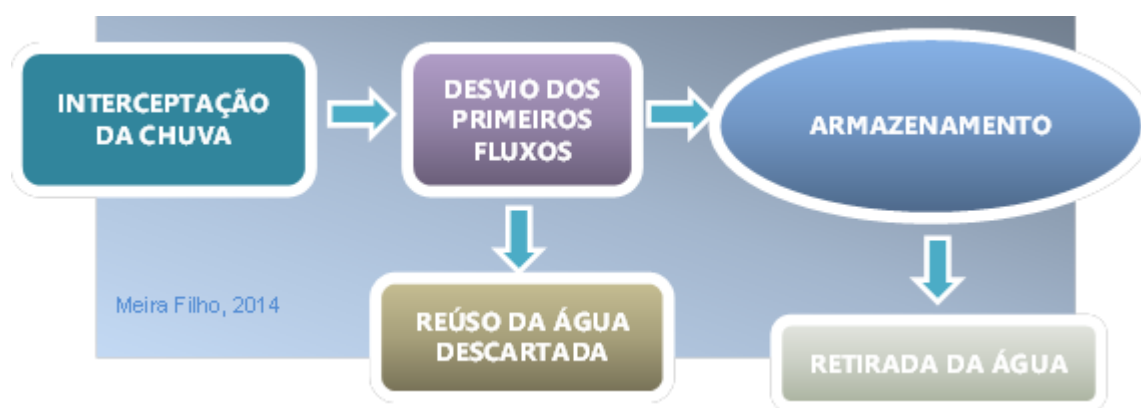 INTERCEPTAÇÃO
DA CHUVA
DESVIO DOS
PRIMEIROS
FLUXOS
ARMAZENAMENTO
Meira Filho, 2014
REÚSO DA ÁGUA
DESCARTADA
RETIRADA DA ÁGUA